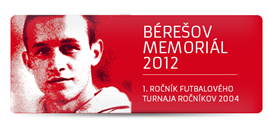 BÉREŠOV
MEMORIÁL
2012
1. ROČNÍK FUTBALOVÉHO
TURNAJA ROČNÍKOV 2004